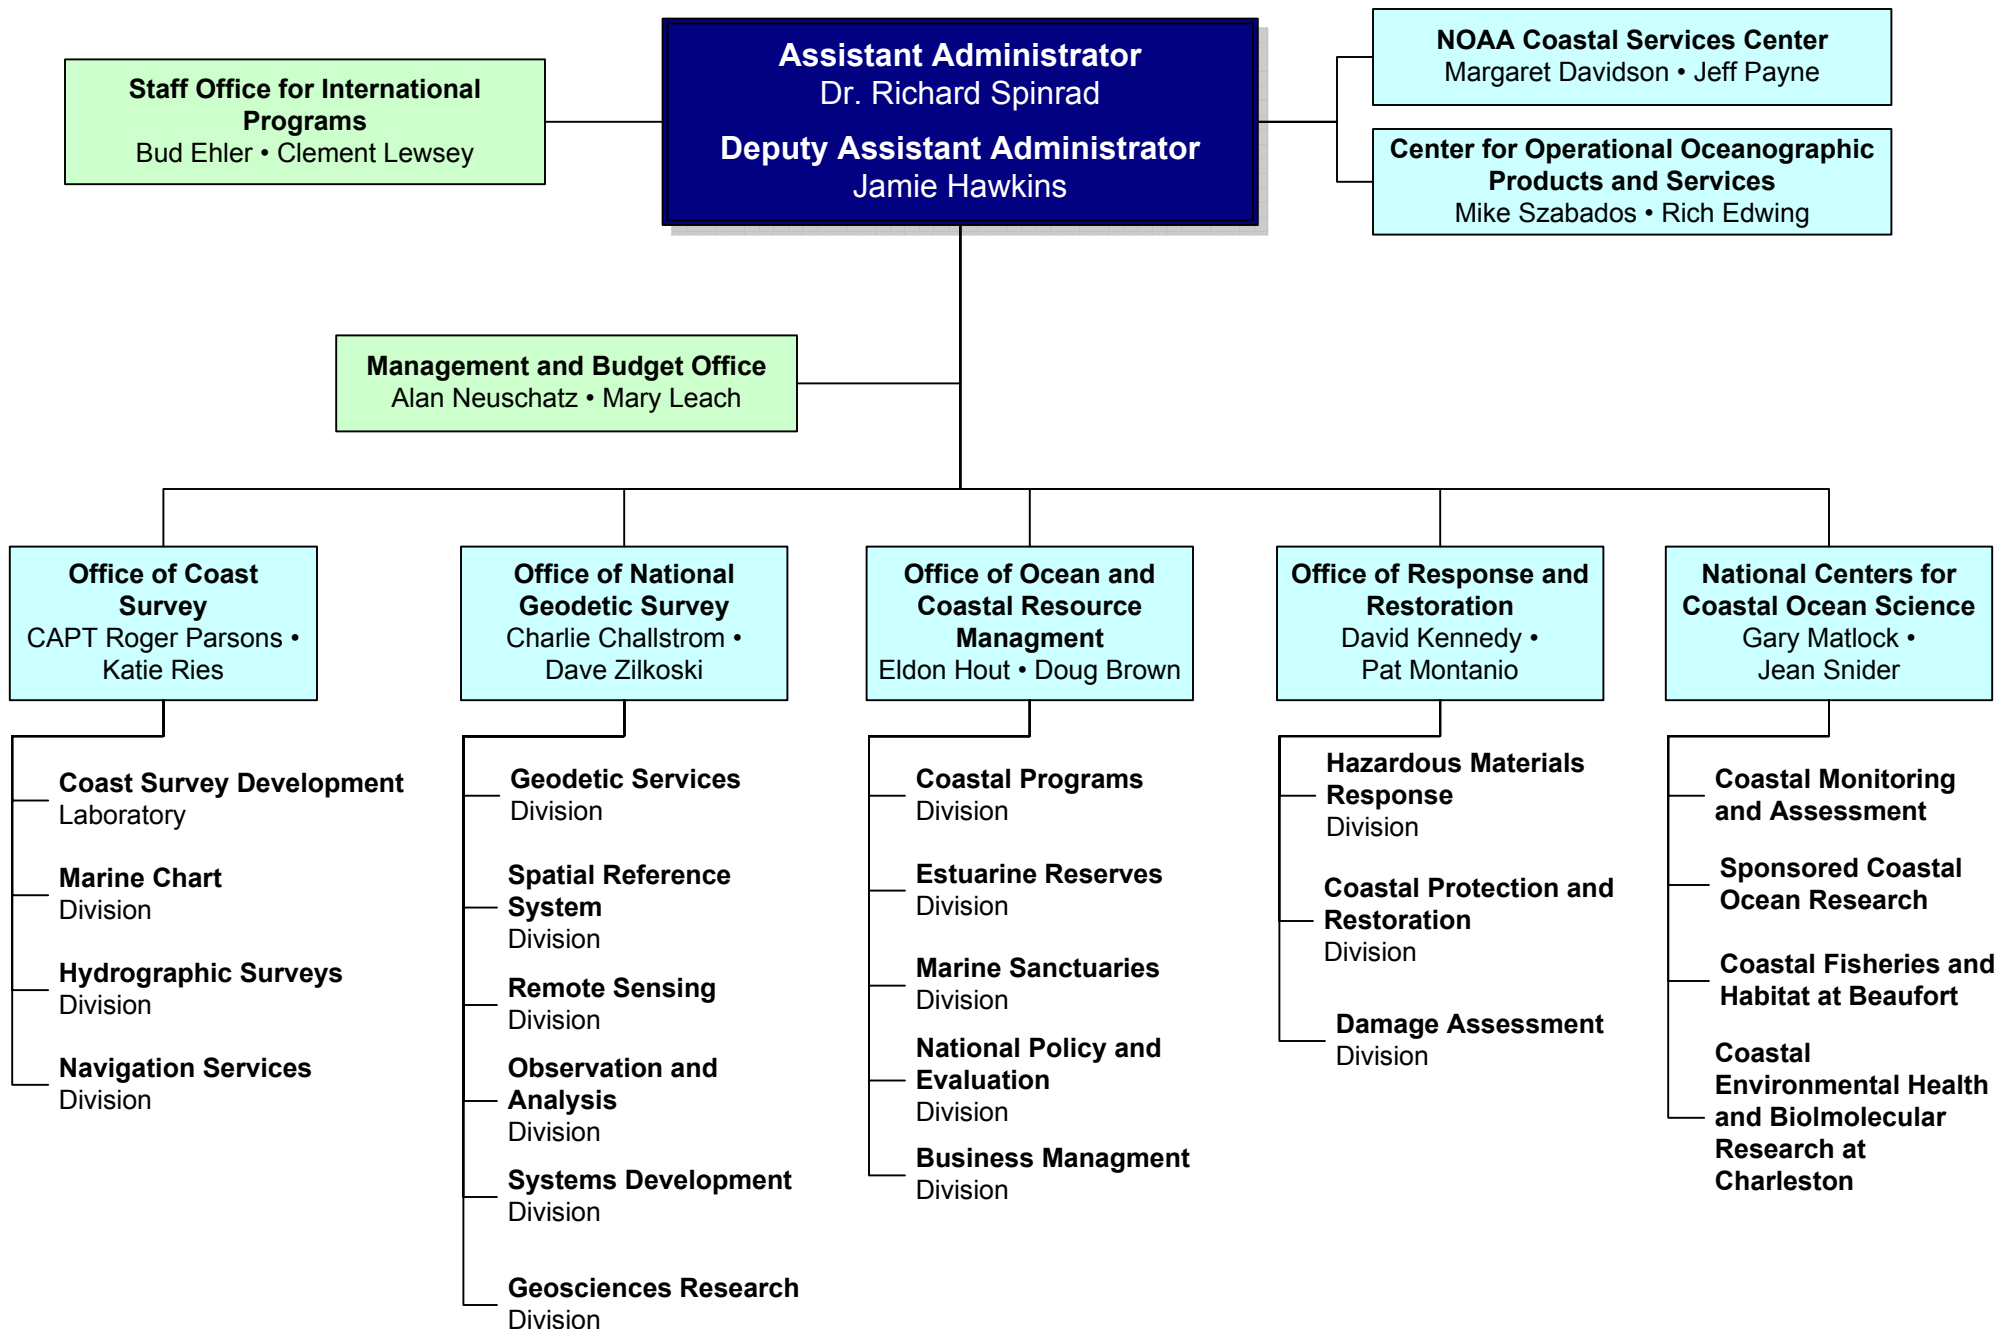 Assistant Administrator
Dr. Richard Spinrad
Deputy Assistant Administrator
Jamie Hawkins
Staff Office for International
Programs
Bud Ehler • Clement Lewsey
NOAA Coastal Services Center
Margaret Davidson • Jeff Payne
Center for Operational Oceanographic
Products and Services
Mike Szabados • Rich Edwing
Management and Budget Office
Alan Neuschatz • Mary Leach
Office of Coast
Survey
CAPT Roger Parsons •
Katie Ries
Coast Survey Development
Laboratory
Marine Chart
Division
Hydrographic Surveys
Division
Navigation Services
Division
Office of National
Geodetic Survey
Charlie Challstrom •
Dave Zilkoski
Geodetic Services
Division
Spatial Reference
System
Division
Remote Sensing
Division
Observation and
Analysis
Division
Systems Development
Division
Geosciences Research
Division
Office of Ocean and
Coastal Resource
Managment
Eldon Hout • Doug Brown
Coastal Programs
Division
Estuarine Reserves
Division
Marine Sanctuaries
Division
National Policy and
Evaluation
Division
Business Managment
Division
Office of Response and
Restoration
David Kennedy •
Pat Montanio
Hazardous Materials
Response
Division
Coastal Protection and
Restoration
Division
Damage Assessment
Division
National Centers for
Coastal Ocean Science
Gary Matlock •
Jean Snider
Coastal Monitoring
and Assessment
Sponsored Coastal
Ocean Research
Coastal Fisheries and
Habitat at Beaufort
Coastal
Environmental Health
and Biolmolecular
Research at
Charleston